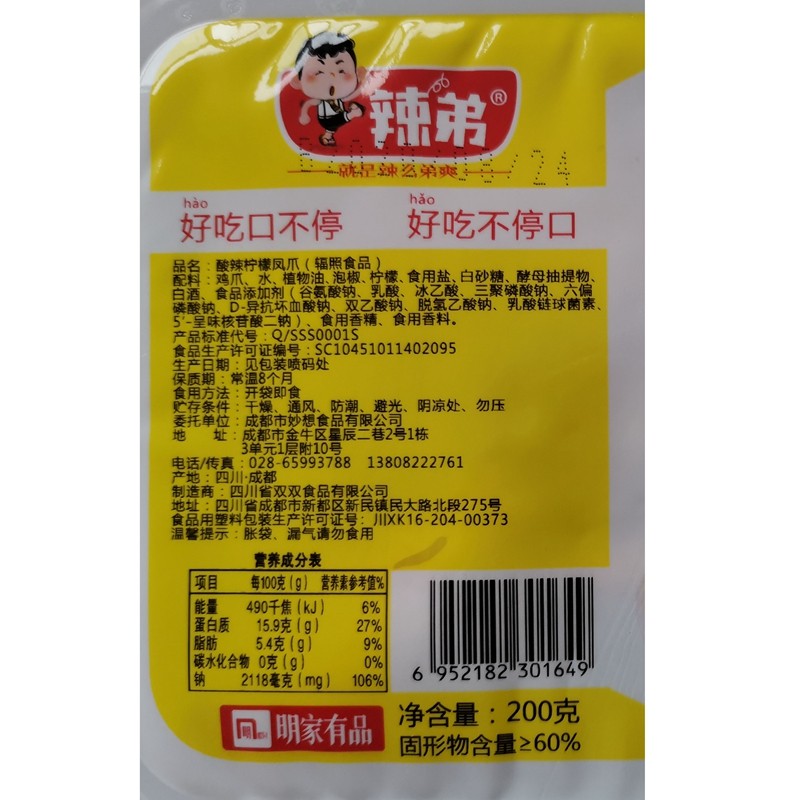 辣弟®
就是辣么弟爽
hào
好吃口不停
hǎo
好吃不停口
品名：酸辣柠檬凤爪（辐照食品）
配料：鸡爪、水、植物油、泡椒、柠檬、食用盐、白砂糖、酵母抽提物、
白酒、食品添加剂（谷氨酸钠、乳酸、冰乙酸、三聚磷酸钠、六偏
磷酸钠、D-异抗坏血酸钠、双乙酸钠、脱氢乙酸钠、乳酸链球菌素、
5'-呈味核苷酸二钠）、食用香精、食用香料。
产品标准代号：Q/SSS0001S
食品生产许可证编号：SC10451011402095
生产日期：见包装喷码处
保质期：常温8个月
食用方法：开袋即食
贮存条件：干燥、通风、防潮、避光、阴凉处、勿压
委托单位：成都市妙想食品有限公司
地 址：成都市金牛区星辰二巷2号1栋
3单元1层附10号
电话/传真：028-65993788 13808222761
产地：四川·成都
制造商：四川省双双食品有限公司
地址：四川省成都市新都区新民镇民大路北段275号
食品用塑料包装生产许可证号：川XK16-204-00373
温馨提示：胀袋、漏气请勿食用
营养成分表
项目 每100克(g) 营养素参考值%
能量 490千焦(kJ) 6%
蛋白质 15.9克(g) 27%
脂肪 5.4克(g) 9%
碳水化合物 0克(g) 0%
钠 2118毫克(mg) 106%
6 952182 301649
明家有品
净含量：200克
固形物含量≥60%